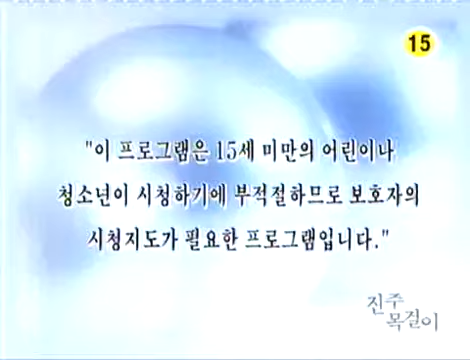 15
"이 프로그램은 15세 미만의 어린이나
청소년이 시청하기에 부적절하므로 보호자의
시청지도가 필요한 프로그램입니다."
진주
목걸이